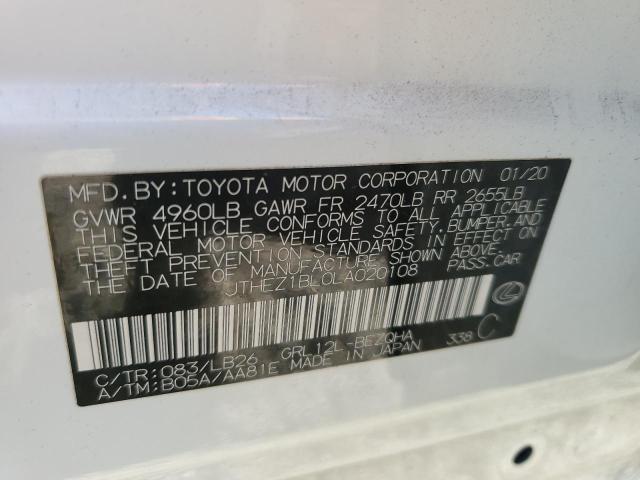 MFD.BY:TOYOTA MOTOR CORPORATION 01/20
GVWR 4960LB GAWR FR 2470LB RR 2655LB
THIS VEHICLE CONFORMS TO ALL APPLICABLE
FEDERAL MOTOR VEHICLE SAFETY,BUMPER,AND
THEFT PREVENTION STANDARDS IN EFFECT ON
THE DATE OF MANUFACTURE SHOWN ABOVE.
JTHEZ1BL0LA020108 PASS.CAR
C/TR:083/LB26 GRL12L-BEZQHA 338 C
A/TM:B05A/AA81E MADE IN JAPAN